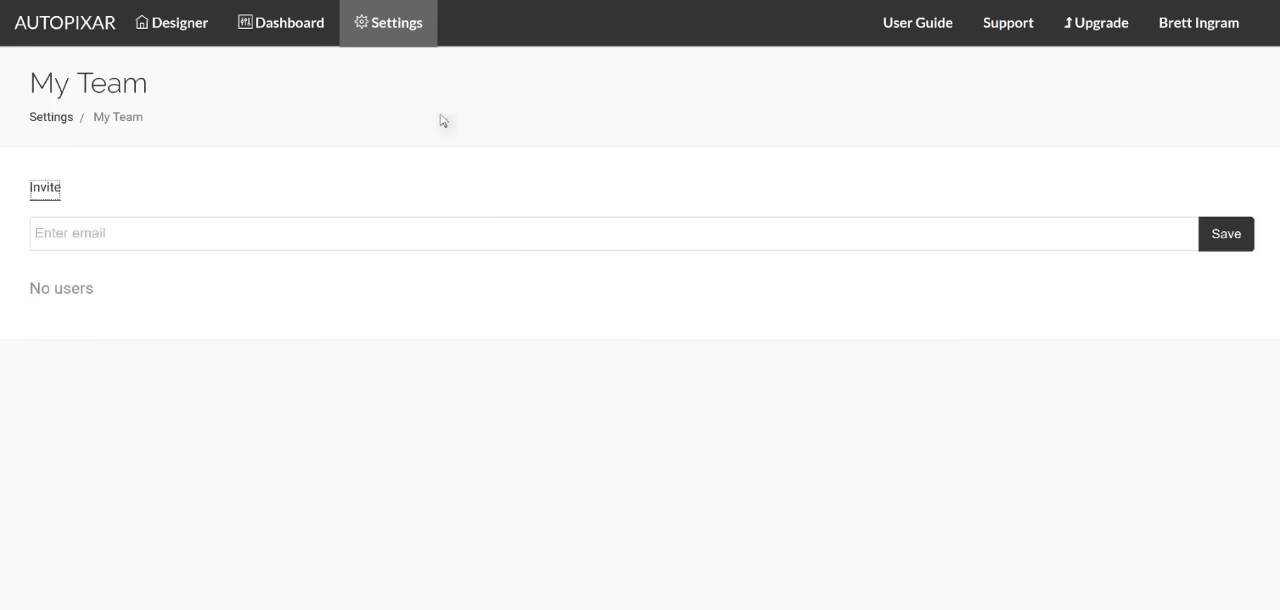 AUTOPIXAR Designer Dashboard Settings User Guide Support Upgrade Brett Ingram
My Team
Settings / My Team
Invite
Enter email Save
No users